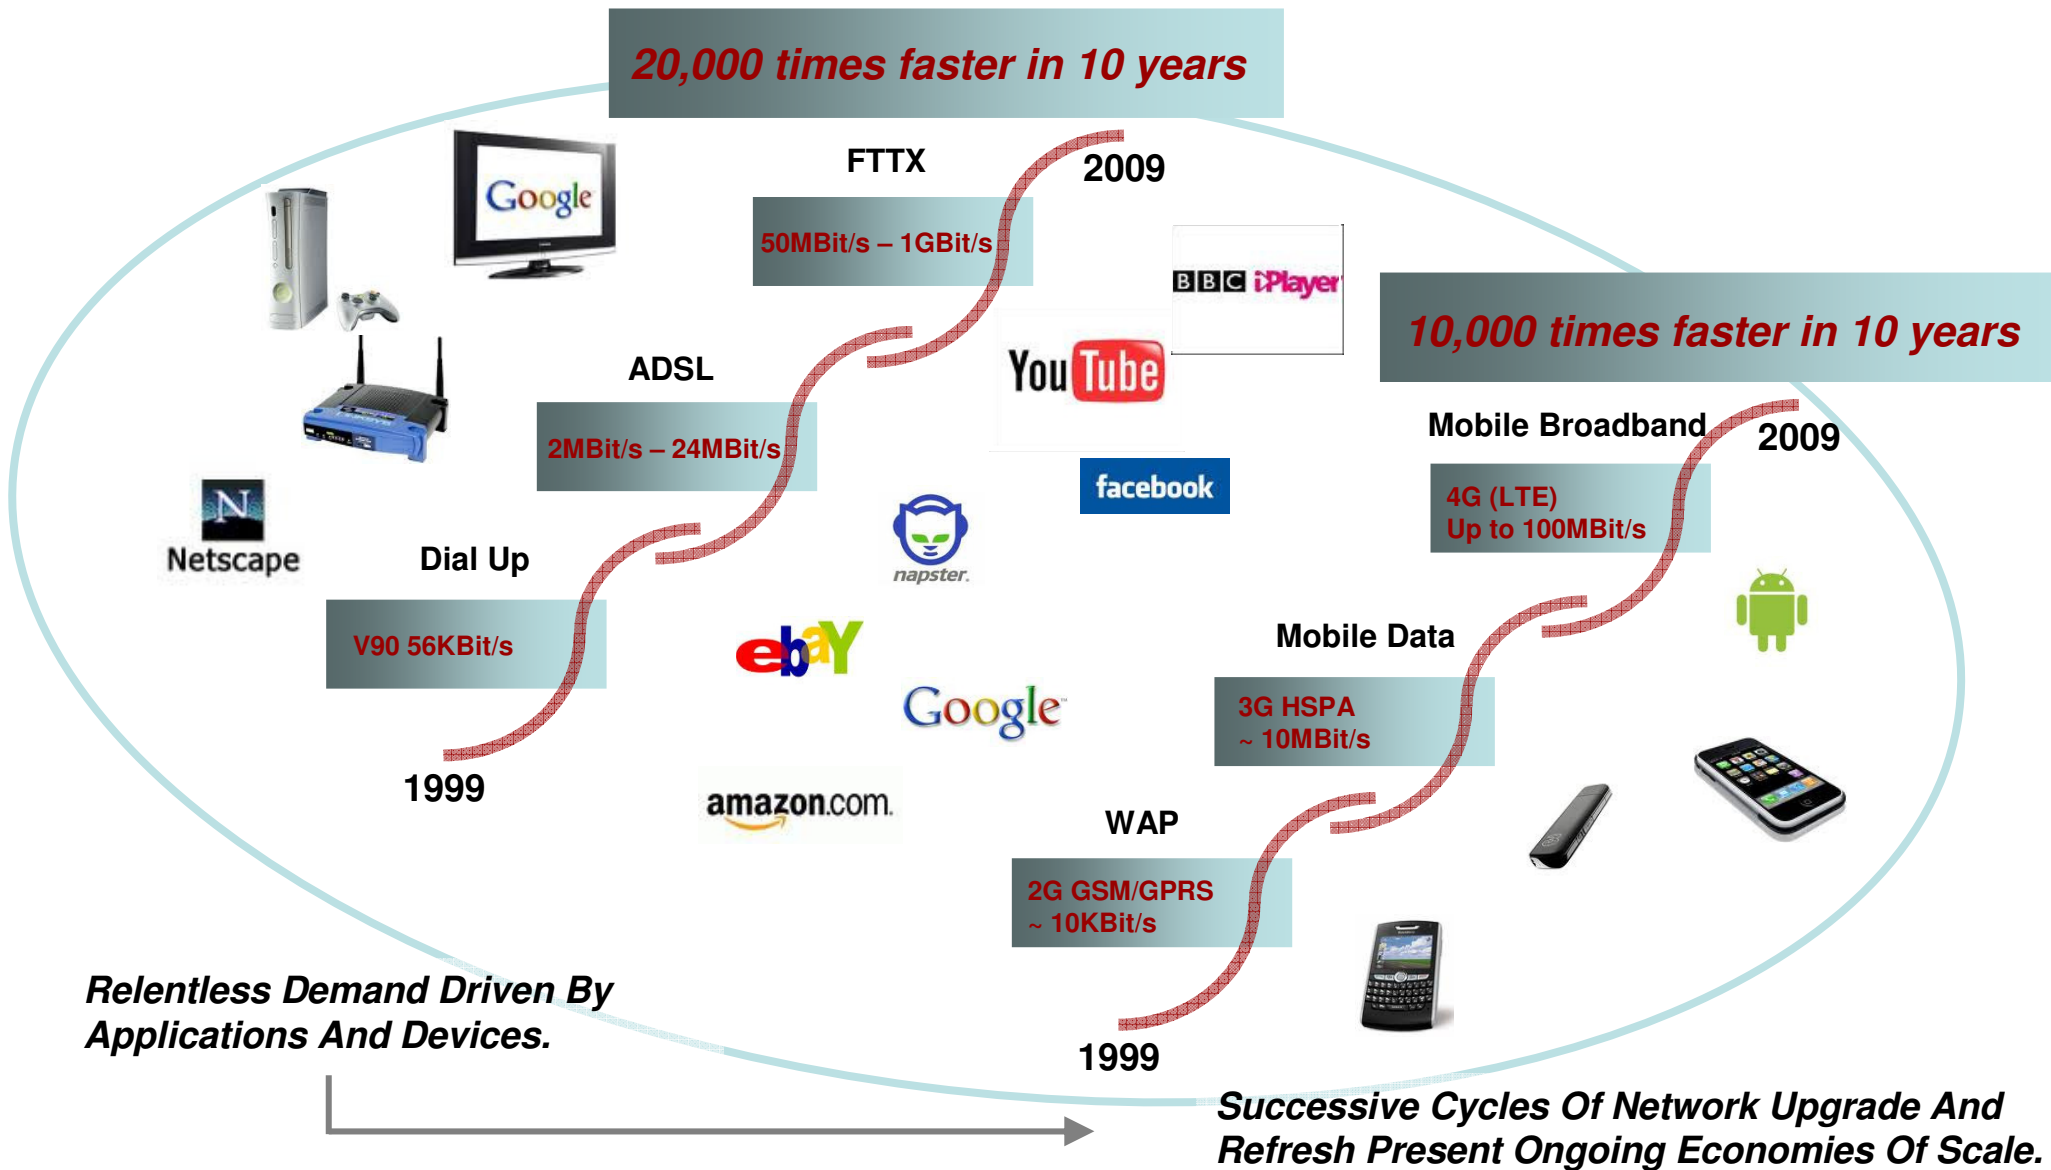 20,000 times faster in 10 years
FTTX
2009
Google
50MBit/s – 1GBit/s
BBC iPlayer
10,000 times faster in 10 years
You Tube
ADSL
2MBit/s – 24MBit/s
Mobile Broadband
2009
facebook
4G (LTE)
Up to 100MBit/s
N
Netscape
Dial Up
napster.
V90 56KBit/s
ebaY
Mobile Data
Google™
3G HSPA
~ 10MBit/s
1999
amazon.com.
WAP
2G GSM/GPRS
~ 10KBit/s
Relentless Demand Driven By
Applications And Devices.
1999
Successive Cycles Of Network Upgrade And
Refresh Present Ongoing Economies Of Scale.